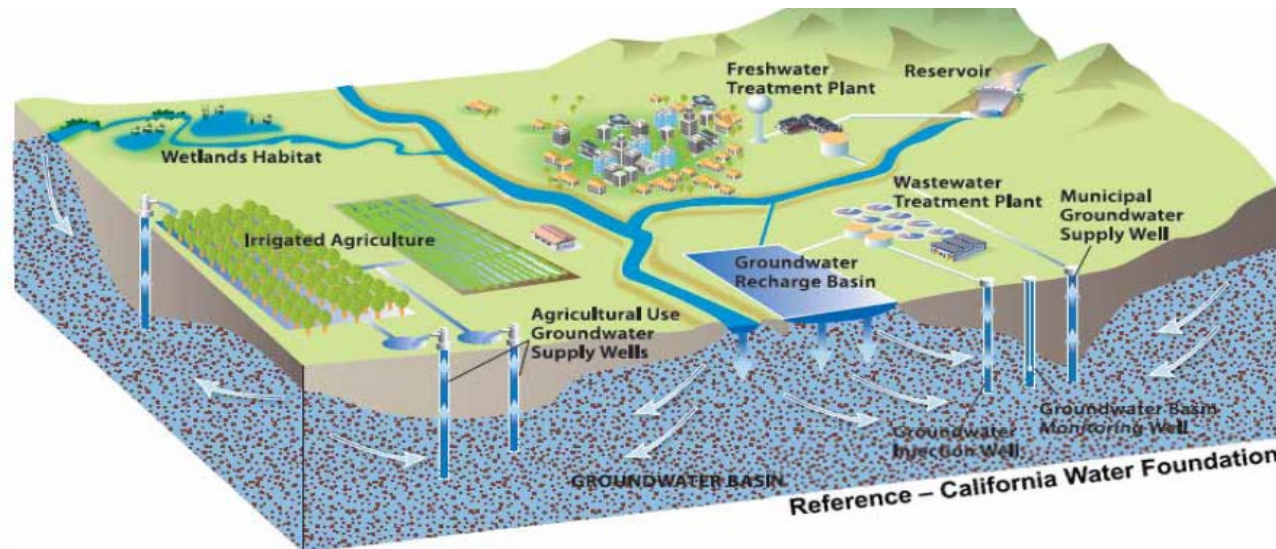 Freshwater
Treatment Plant
Reservoir
Wetlands Habitat
Wastewater
Treatment Plant
Municipal
Groundwater
Supply Well
Irrigated Agriculture
Groundwater
Recharge Basin
Agricultural Use
Groundwater
Supply Wells
Groundwater Basin
Monitoring Well
Groundwater
Injection Well
GROUNDWATER BASIN
Reference – California Water Foundation